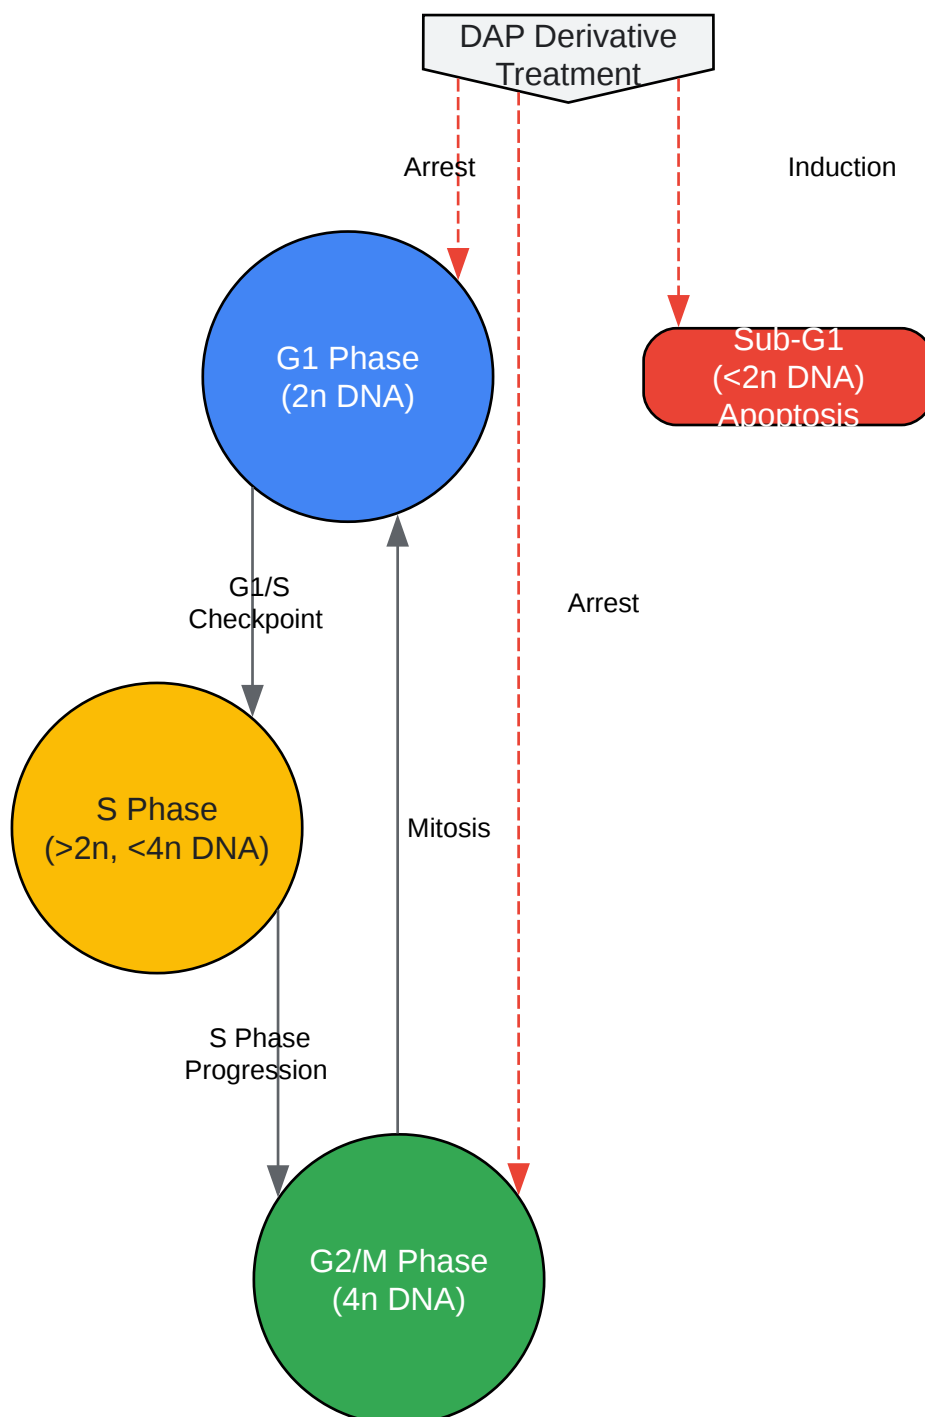 DAP Derivative
Treatment
Arrest
Induction
G1 Phase
(2n DNA)
Sub-G1
(<2n DNA)
Apoptosis
G1/S
Checkpoint
Arrest
S Phase
(>2n, <4n DNA)
Mitosis
S Phase
Progression
G2/M Phase
(4n DNA)